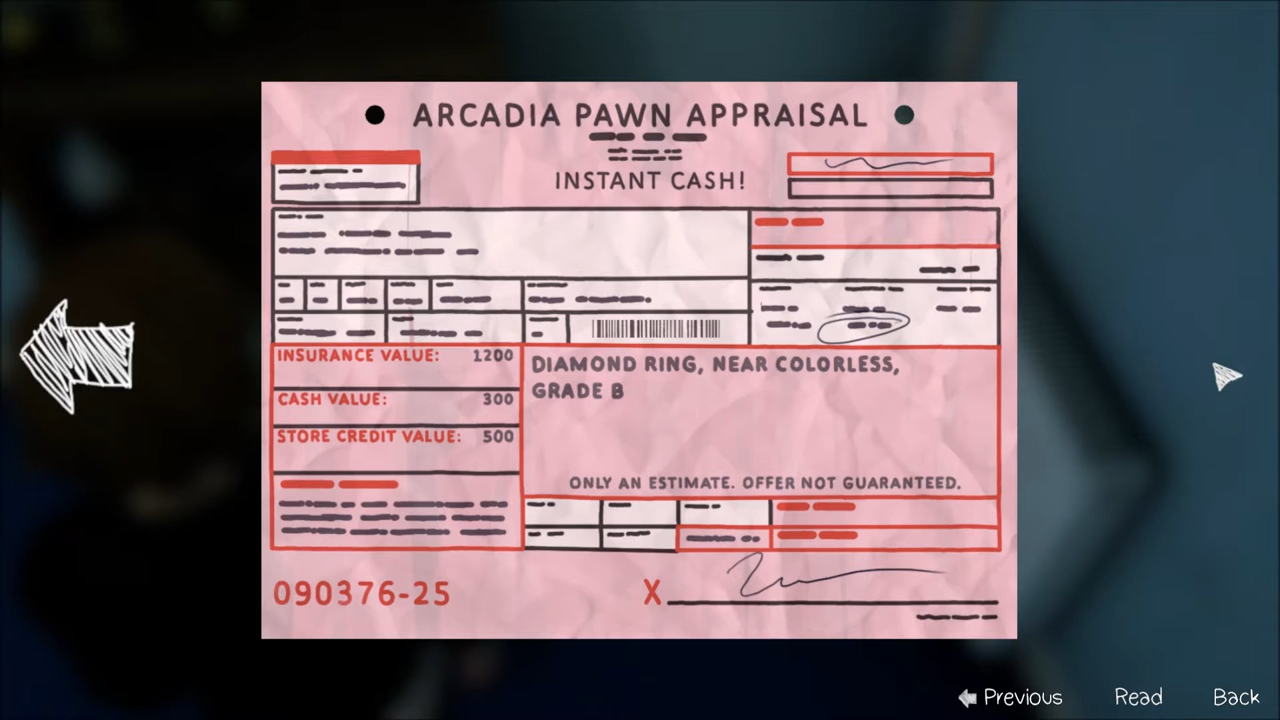 ARCADIA PAWN APPRAISAL
INSTANT CASH!
INSURANCE VALUE: 1200
CASH VALUE: 300
STORE CREDIT VALUE: 500
DIAMOND RING, NEAR COLORLESS,
GRADE B
ONLY AN ESTIMATE. OFFER NOT GUARANTEED.
090376-25
X
Previous
Read
Back